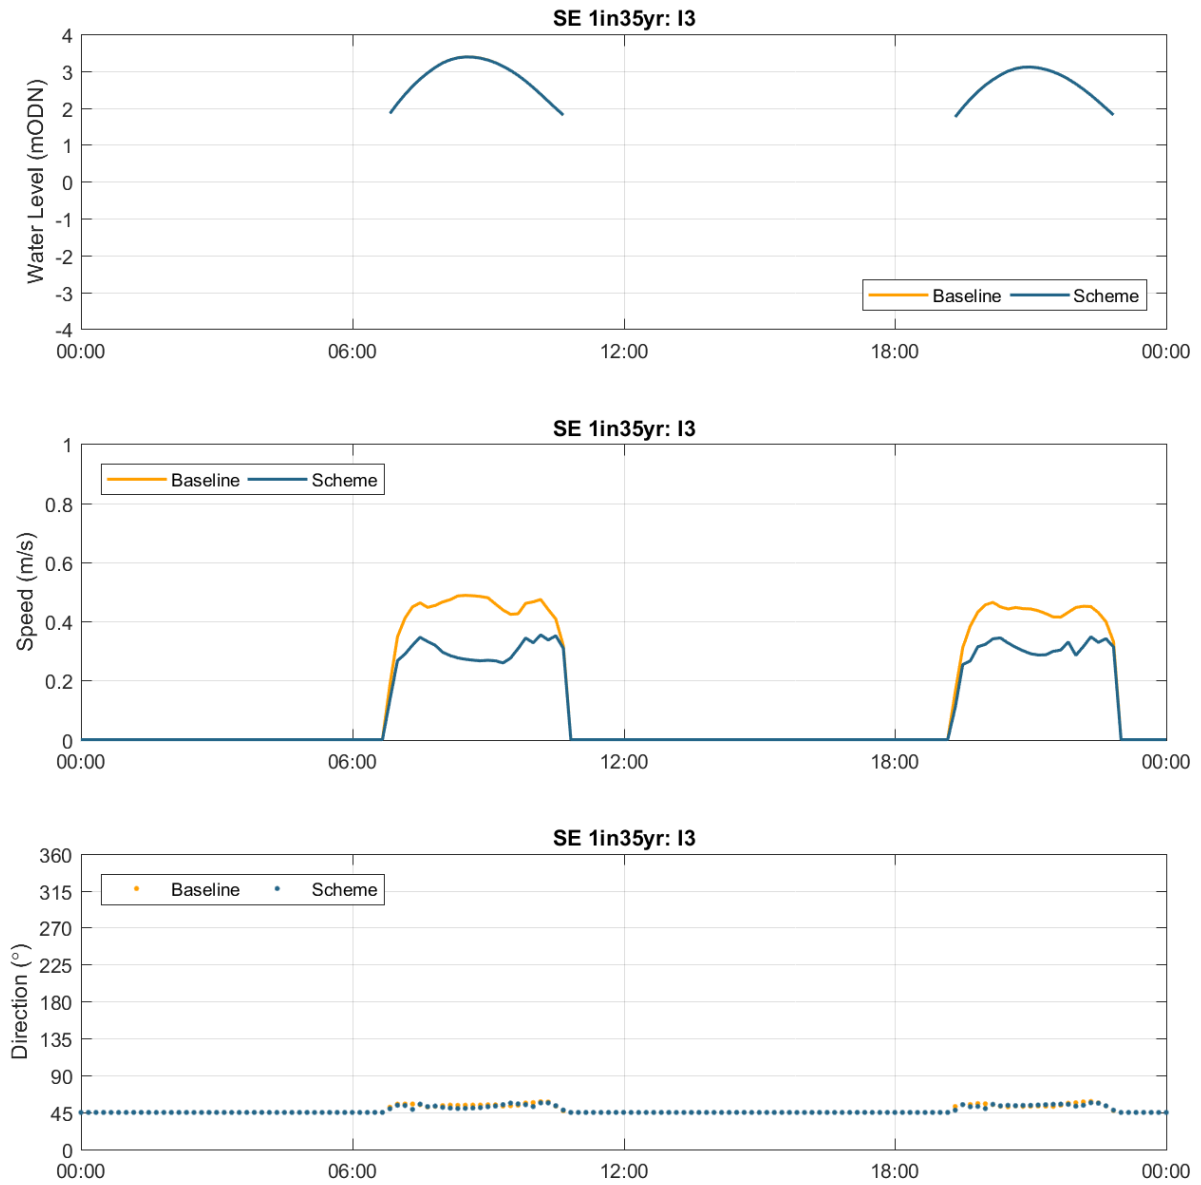 SE 1in35yr: I3
Water Level (mODN)
4
3
2
1
0
-1
-2
-3
-4
Baseline Scheme
00:00 06:00 12:00 18:00 00:00
SE 1in35yr: I3
Speed (m/s)
1
0.8
0.6
0.4
0.2
0
Baseline Scheme
00:00 06:00 12:00 18:00 00:00
SE 1in35yr: I3
Direction (°)
360
315
270
225
180
135
90
45
0
Baseline Scheme
00:00 06:00 12:00 18:00 00:00